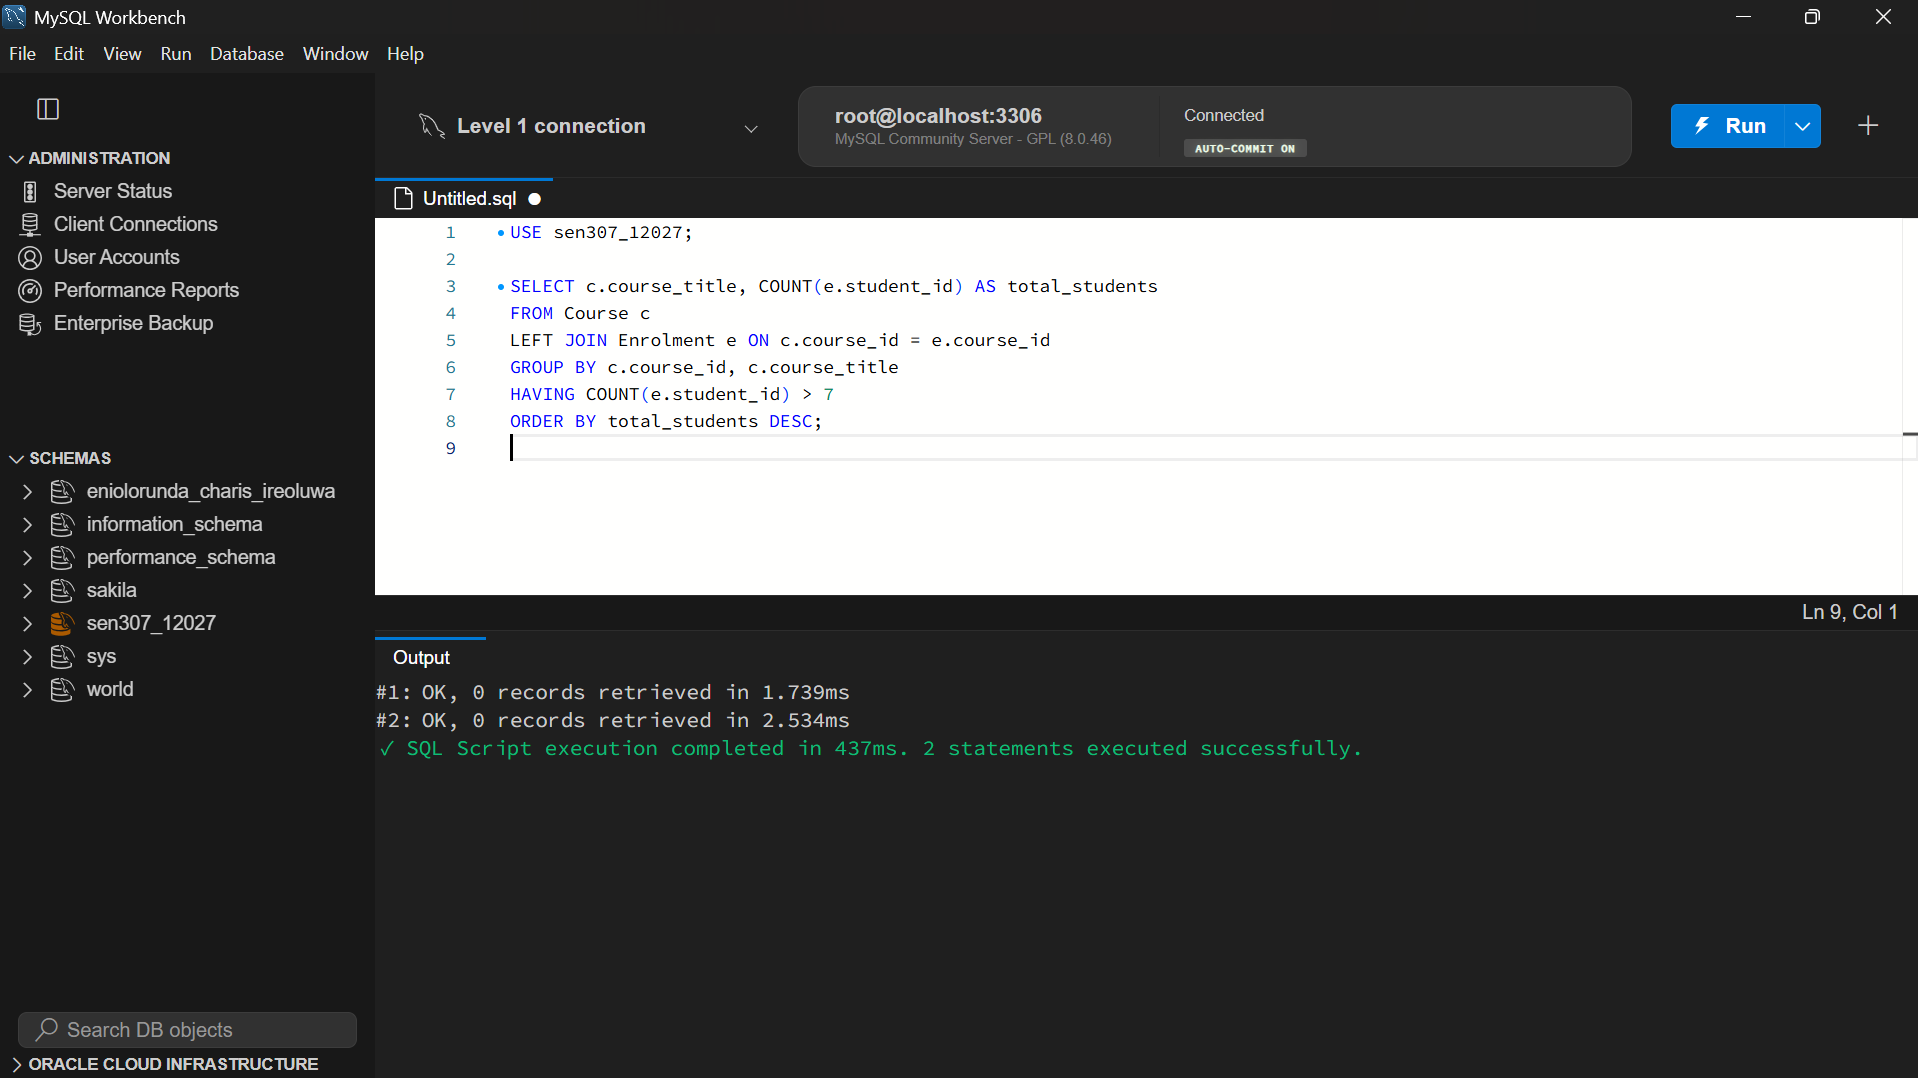 MySQL Workbench
File Edit View Run Database Window Help
Level 1 connection
root@localhost:3306
MySQL Community Server - GPL (8.0.46)
Connected
AUTO-COMMIT ON
Run
ADMINISTRATION
Server Status
Client Connections
User Accounts
Performance Reports
Enterprise Backup
SCHEMAS
eniolorunda_charis_ireoluwa
information_schema
performance_schema
sakila
sen307_12027
sys
world
Search DB objects
ORACLE CLOUD INFRASTRUCTURE
Untitled.sql
1 USE sen307_12027;
2
3 SELECT c.course_title, COUNT(e.student_id) AS total_students
4 FROM Course c
5 LEFT JOIN Enrolment e ON c.course_id = e.course_id
6 GROUP BY c.course_id, c.course_title
7 HAVING COUNT(e.student_id) > 7
8 ORDER BY total_students DESC;
9
Ln 9, Col 1
Output
#1: OK, 0 records retrieved in 1.739ms
#2: OK, 0 records retrieved in 2.534ms
✓ SQL Script execution completed in 437ms. 2 statements executed successfully.